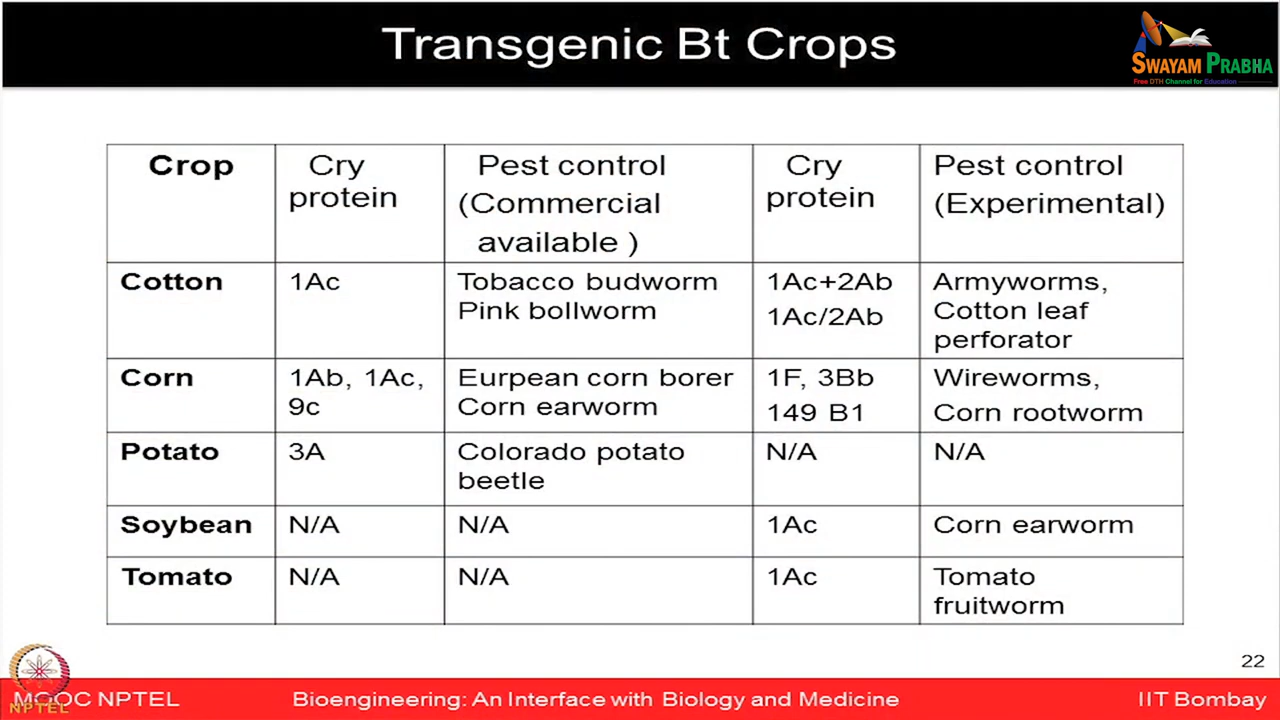 Transgenic Bt Crops
SWAYAM PRABHA
Free DTH Channel for Education
Crop
Cry
protein
Pest control
(Commercial
available )
Cry
protein
Pest control
(Experimental)
Cotton
1Ac
Tobacco budworm
Pink bollworm
1Ac+2Ab
1Ac/2Ab
Armyworms,
Cotton leaf
perforator
Corn
1Ab, 1Ac,
9c
Eurpean corn borer
Corn earworm
1F, 3Bb
149 B1
Wireworms,
Corn rootworm
Potato
3A
Colorado potato
beetle
N/A
N/A
Soybean
N/A
N/A
1Ac
Corn earworm
Tomato
N/A
N/A
1Ac
Tomato
fruitworm
22
MOOC NPTEL
NPTEL
Bioengineering: An Interface with Biology and Medicine
IIT Bombay